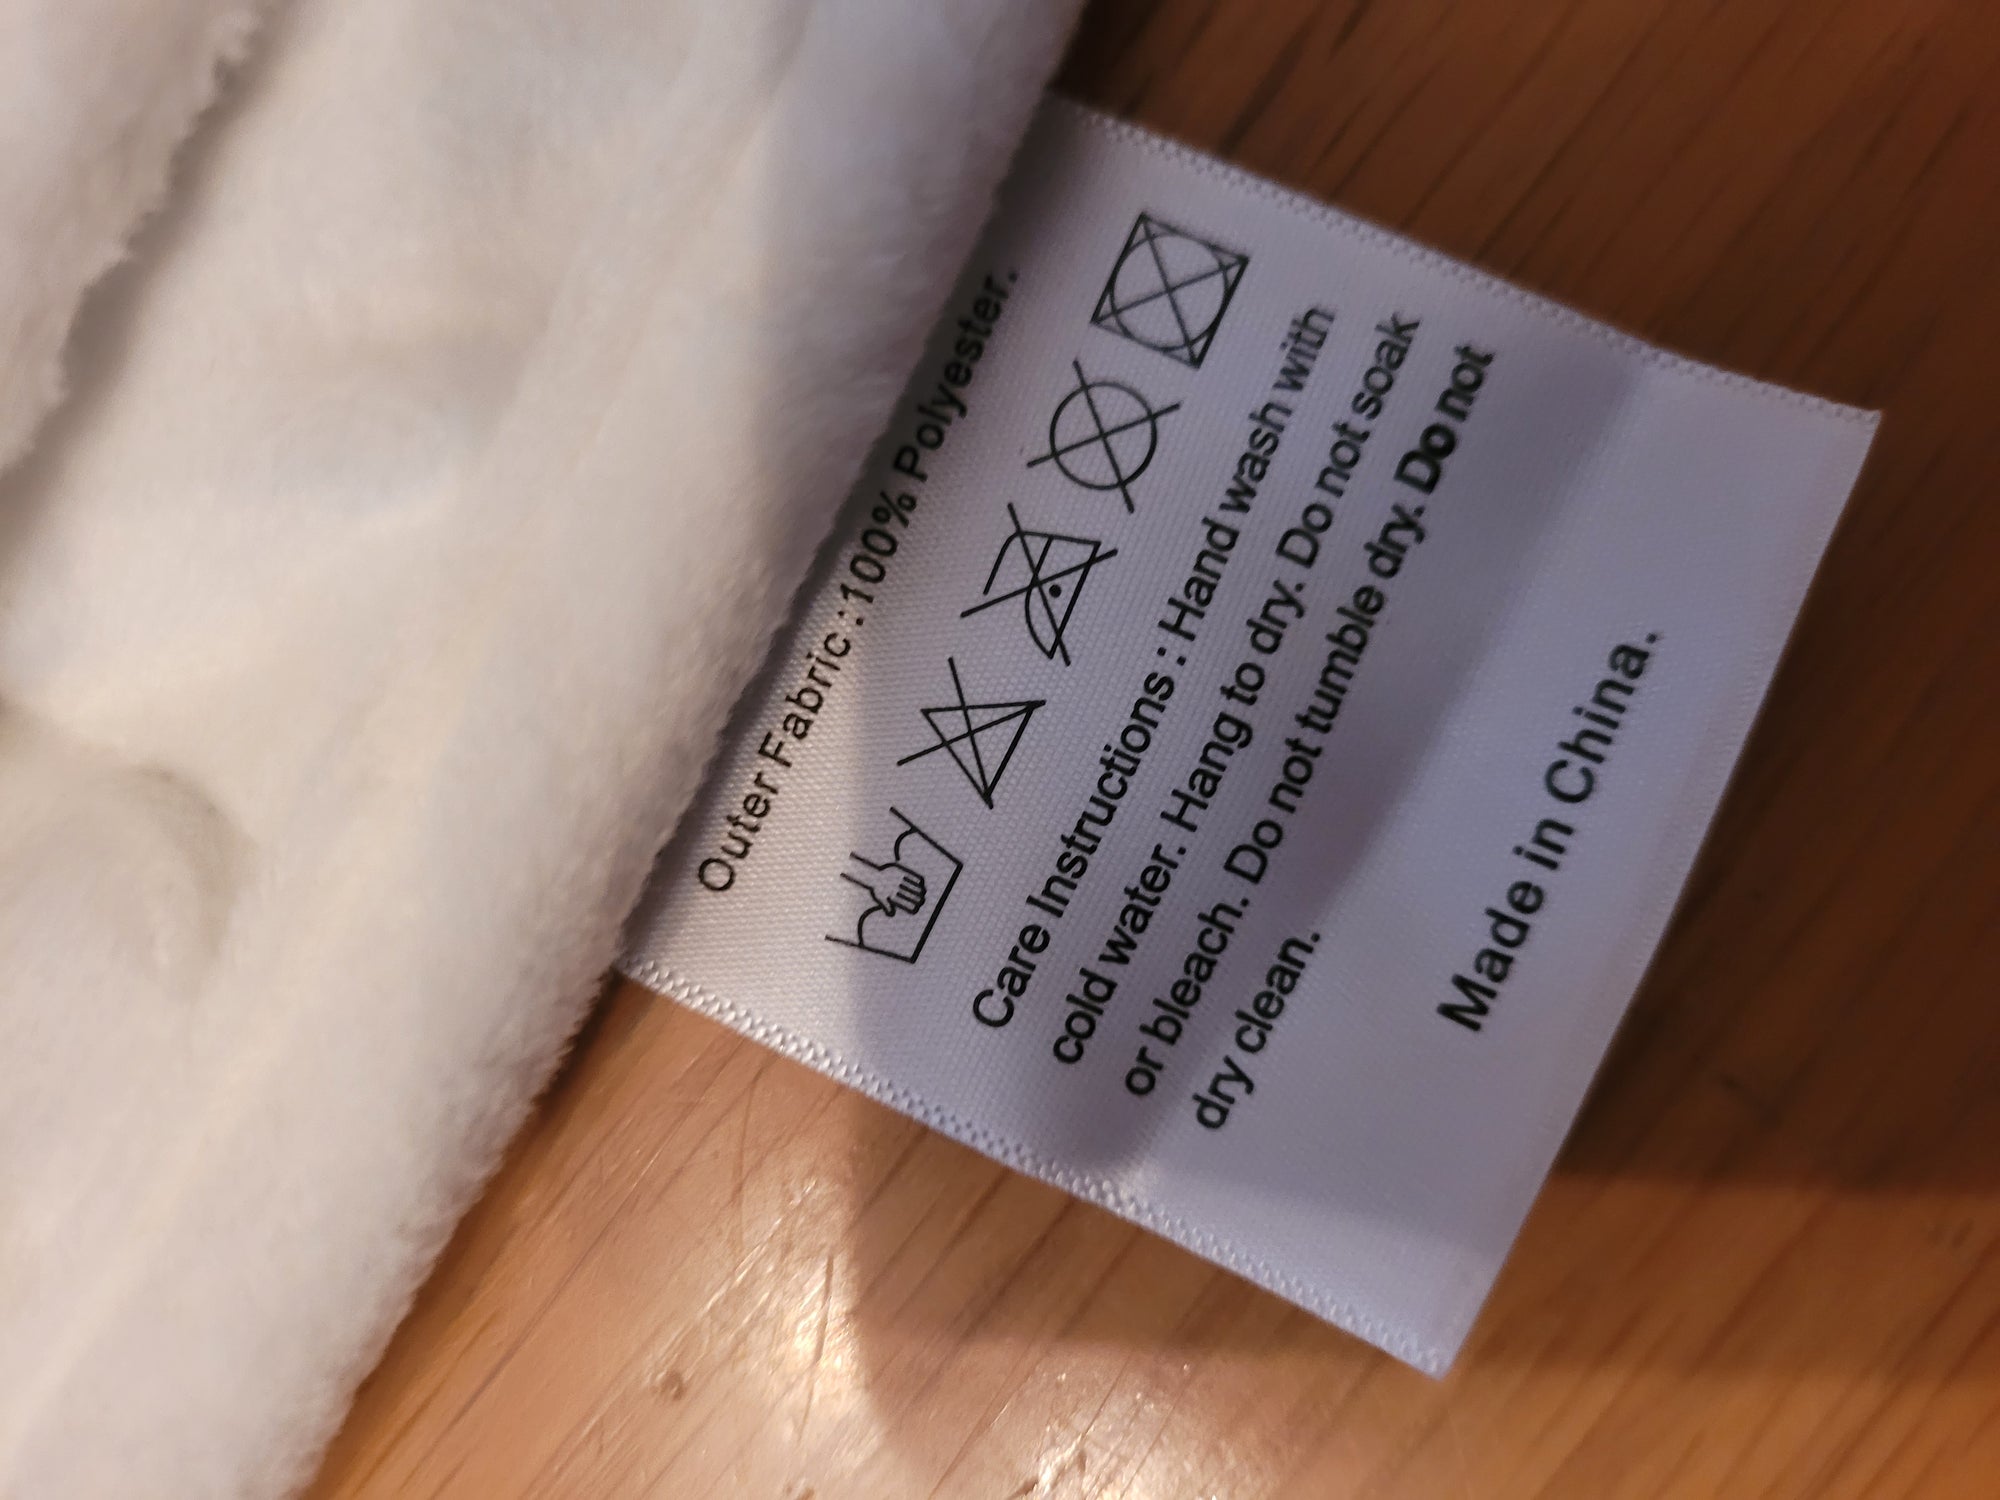 Outer Fabric : 100% Polyester.
Care Instructions : Hand wash with
cold water. Hang to dry. Do not soak
or bleach. Do not tumble dry. Do not
dry clean.
Made in China.